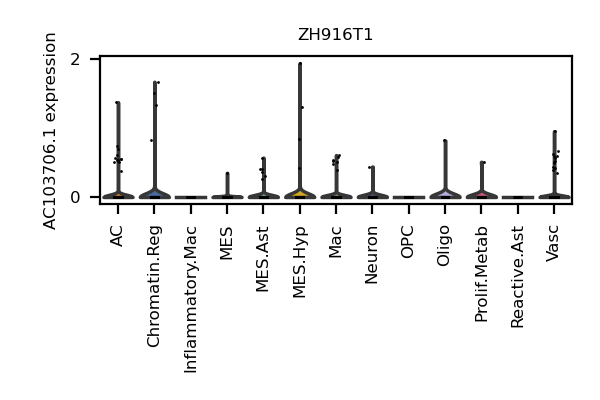 ZH916T1
AC103706.1 expression
2
0
AC
Chromatin.Reg
Inflammatory.Mac
MES
MES.Ast
MES.Hyp
Mac
Neuron
OPC
Oligo
Prolif.Metab
Reactive.Ast
Vasc